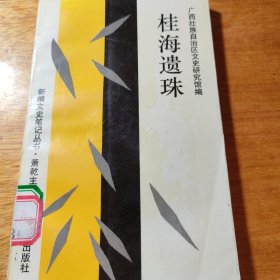 广西壮族自治区文史研究馆编
桂海遗珠
新编文史笔记丛书·萧乾主
出版社